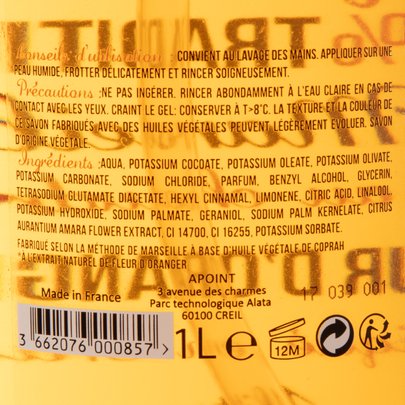 Conseils d'utilisation : CONVIENT AU LAVAGE DES MAINS. APPLIQUER SUR UNE
PEAU HUMIDE, FROTTER DÉLICATEMENT ET RINCER SOIGNEUSEMENT.
Précautions : NE PAS INGÉRER. RINCER ABONDAMMENT À L'EAU CLAIRE EN CAS DE
CONTACT AVEC LES YEUX. CRAINT LE GEL: CONSERVER À T>8°C. LA TEXTURE ET LA COULEUR DE
CE SAVON FABRIQUÉS AVEC DES HUILES VÉGÉTALES PEUVENT LÉGÈREMENT ÉVOLUER. SAVON
D'ORIGINE VÉGÉTALE.
Ingrédients : AQUA, POTASSIUM COCOATE, POTASSIUM OLEATE, POTASSIUM OLIVATE,
POTASSIUM CARBONATE, SODIUM CHLORIDE, PARFUM, BENZYL ALCOHOL, GLYCERIN,
TETRASODIUM GLUTAMATE DIACETATE, HEXYL CINNAMAL, LIMONENE, CITRIC ACID, LINALOOL,
POTASSIUM HYDROXIDE, SODIUM PALMATE, GERANIOL, SODIUM PALM KERNELATE, CITRUS
AURANTIUM AMARA FLOWER EXTRACT, CI 14700, CI 16255, POTASSIUM SORBATE.
FABRIQUÉ SELON LA MÉTHODE DE MARSEILLE À BASE D'HUILE VÉGÉTALE DE COPRAH
*À L'EXTRAIT NATUREL DE FLEUR D'ORANGER
APOINT
3,avenue des charmes
Parc technologique Alata
60100 CREIL
Made in France
17 039 001
3 662076 000857 >
1L e
12M